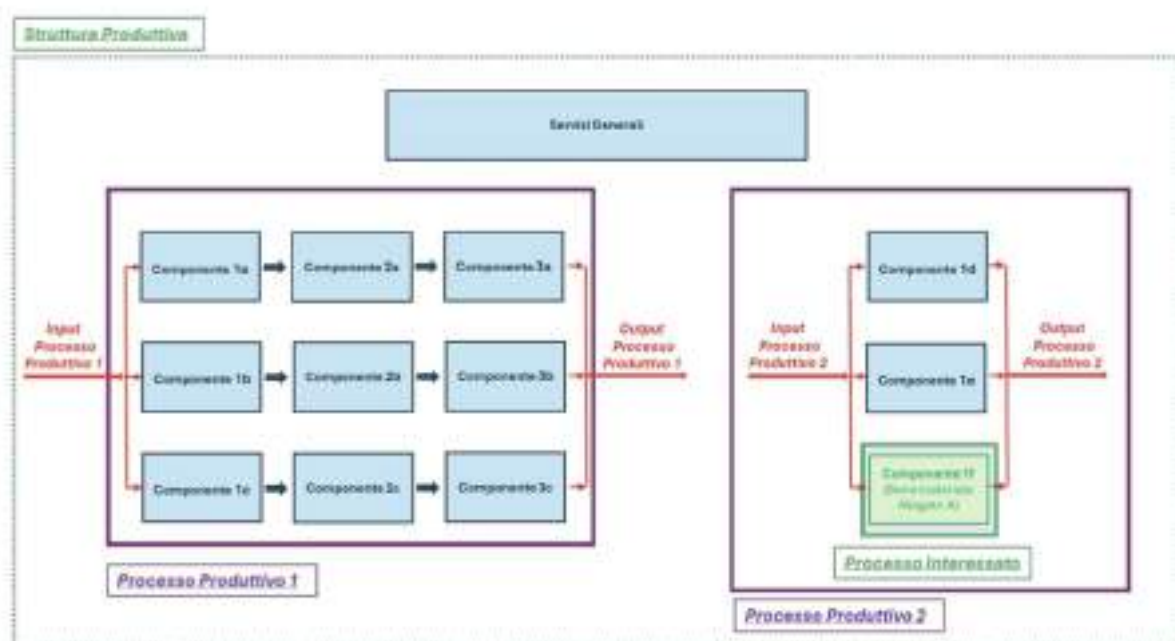 Struttura Produttiva
Servizi Generali
Componente 1a
Componente 2a
Componente 3a
Input
Processo
Produttivo 1
Componente 1b
Componente 2b
Componente 3b
Output
Processo
Produttivo 1
Componente 1c
Componente 2c
Componente 3c
Processo Produttivo 1
Componente 1d
Input
Processo
Produttivo 2
Componente 1e
Output
Processo
Produttivo 2
Componente 1f
Processo Interessato
Processo Produttivo 2